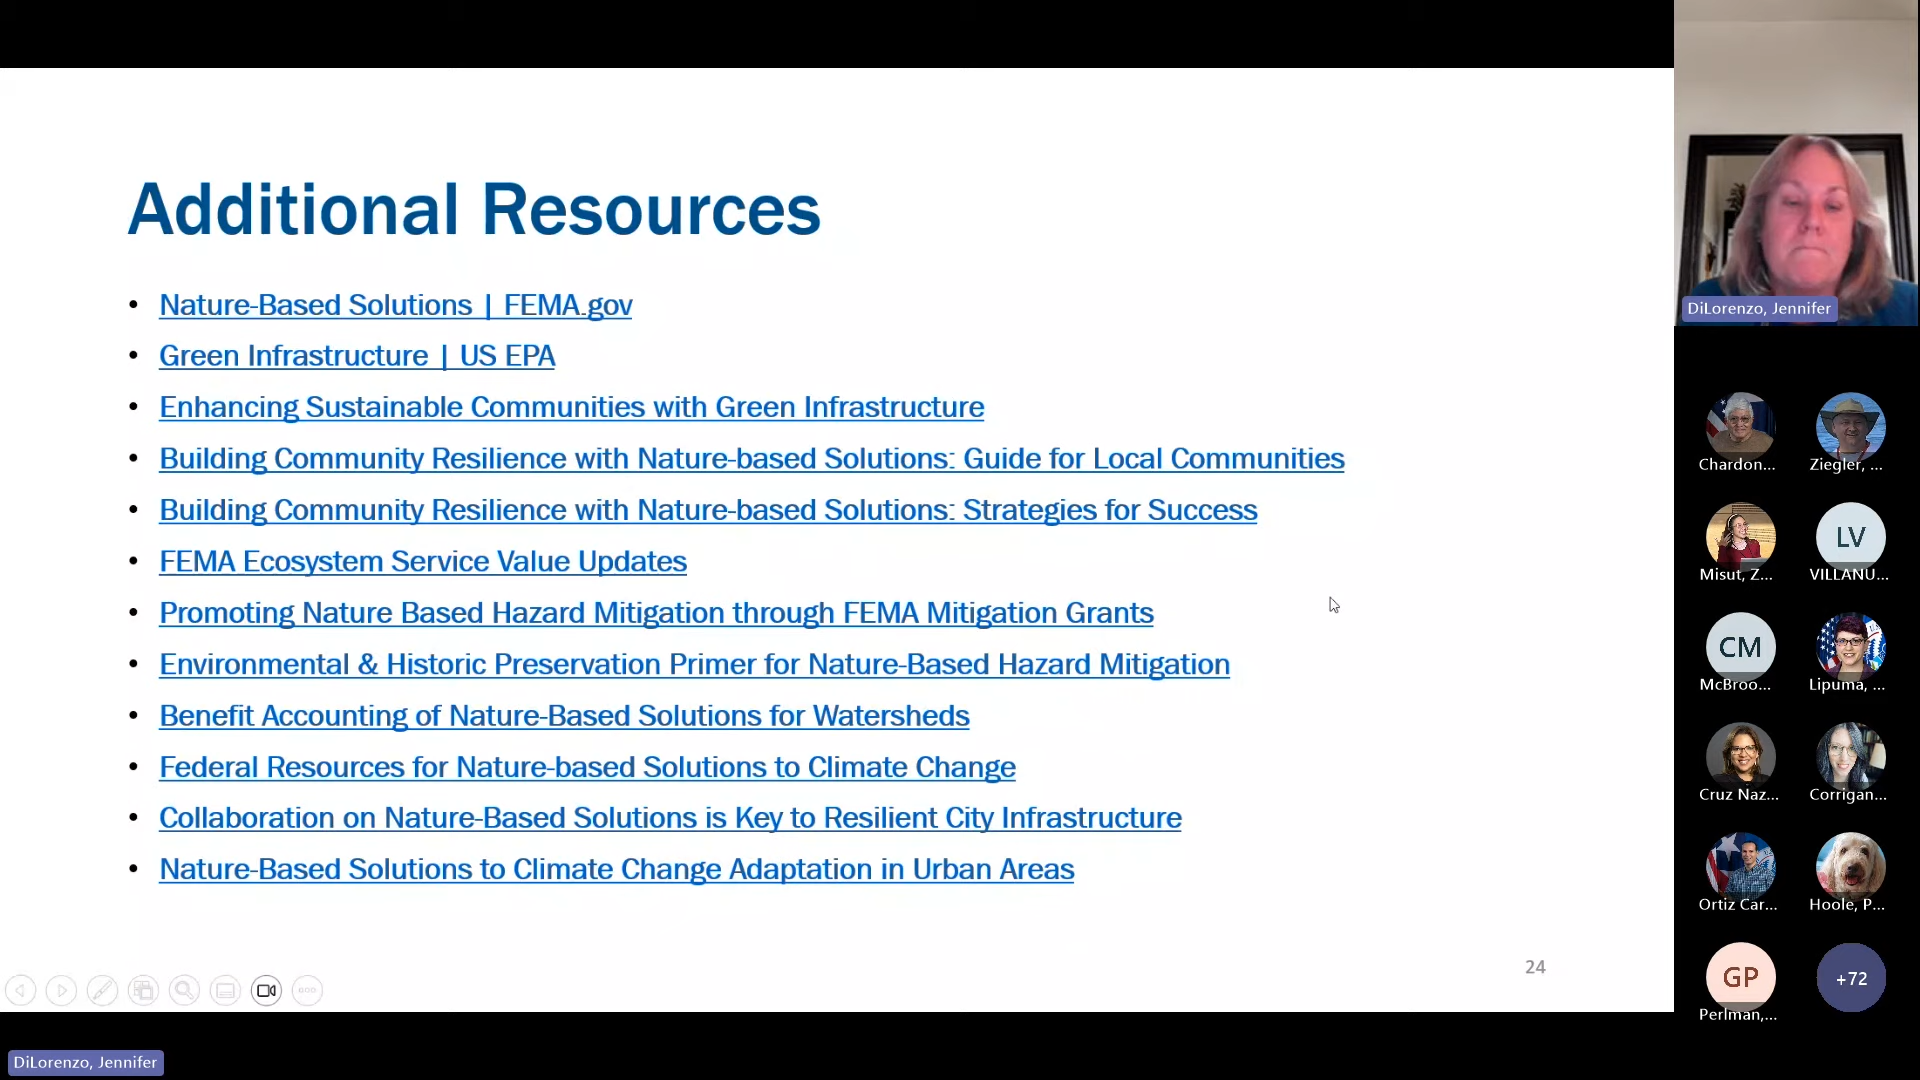 Additional Resources
• Nature-Based Solutions | FEMA.gov
• Green Infrastructure | US EPA
• Enhancing Sustainable Communities with Green Infrastructure
• Building Community Resilience with Nature-based Solutions: Guide for Local Communities
• Building Community Resilience with Nature-based Solutions: Strategies for Success
• FEMA Ecosystem Service Value Updates
• Promoting Nature Based Hazard Mitigation through FEMA Mitigation Grants
• Environmental & Historic Preservation Primer for Nature-Based Hazard Mitigation
• Benefit Accounting of Nature-Based Solutions for Watersheds
• Federal Resources for Nature-based Solutions to Climate Change
• Collaboration on Nature-Based Solutions is Key to Resilient City Infrastructure
• Nature-Based Solutions to Climate Change Adaptation in Urban Areas
24
DiLorenzo, Jennifer
DiLorenzo, Jennifer
Chardon...
Ziegler, ...
Misut, Z...
LV
VILLANU...
CM
McBroo...
Lipuma, ...
Cruz Naz...
Corrigan...
Ortiz Car...
Hoole, P...
GP
Perlman,...
+72